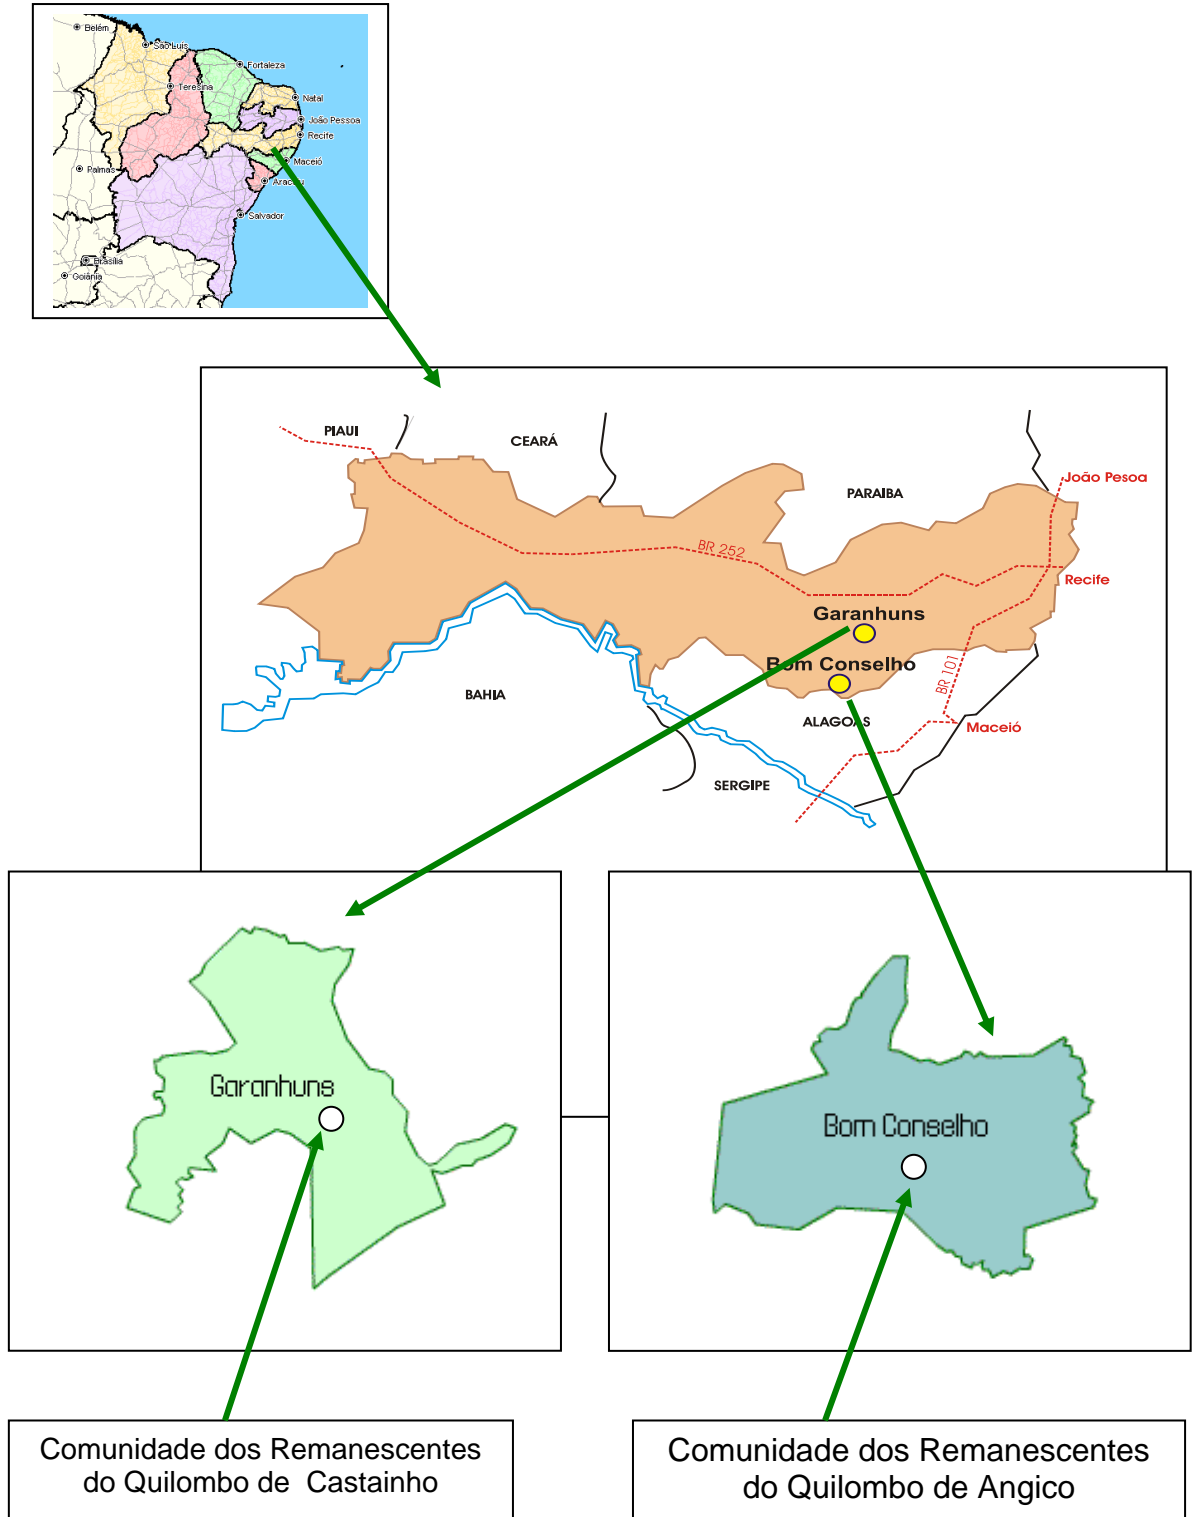 Belém
São Luis
Fortaleza
Teresina
Natal
João Pessoa
Recife
Palmas
Maceió
Aracaju
Salvador
Brasília
Goiânia
PIAUI
CEARÁ
PARAIBA
João Pesoa
BR 252
Recife
Garanhuns
Bom Conselho
BR 101
BAHIA
ALAGOAS
Maceió
SERGIPE
Garanhuns
Bom Conselho
Comunidade dos Remanescentes
do Quilombo de Castainho
Comunidade dos Remanescentes
do Quilombo de Angico